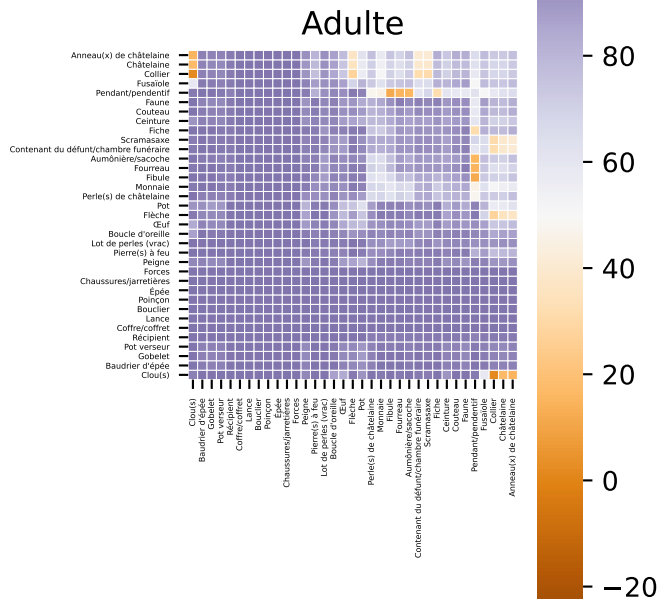 Adulte
Anneau(x) de châtelaine
Châtelaine
Collier
Fusaïole
Pendant/pendentif
Faune
Couteau
Ceinture
Fiche
Scramasaxe
Contenant du défunt/chambre funéraire
Aumônière/sacoche
Fourreau
Fibule
Monnaie
Perle(s) de châtelaine
Pot
Flèche
Œuf
Boucle d'oreille
Lot de perles (vrac)
Pierre(s) à feu
Peigne
Forces
Chaussures/jarretières
Épée
Poinçon
Bouclier
Lance
Coffre/coffret
Récipient
Pot verseur
Gobelet
Baudrier d'épée
Clou(s)
Clou(s)
Baudrier d'épée
Gobelet
Pot verseur
Récipient
Coffre/coffret
Lance
Bouclier
Poinçon
Épée
Chaussures/jarretières
Forces
Peigne
Pierre(s) à feu
Lot de perles (vrac)
Boucle d'oreille
Œuf
Flèche
Pot
Perle(s) de châtelaine
Monnaie
Fibule
Fourreau
Aumônière/sacoche
Contenant du défunt/chambre funéraire
Scramasaxe
Fiche
Ceinture
Couteau
Faune
Pendant/pendentif
Fusaïole
Collier
Châtelaine
Anneau(x) de châtelaine
80
60
40
20
0
−20